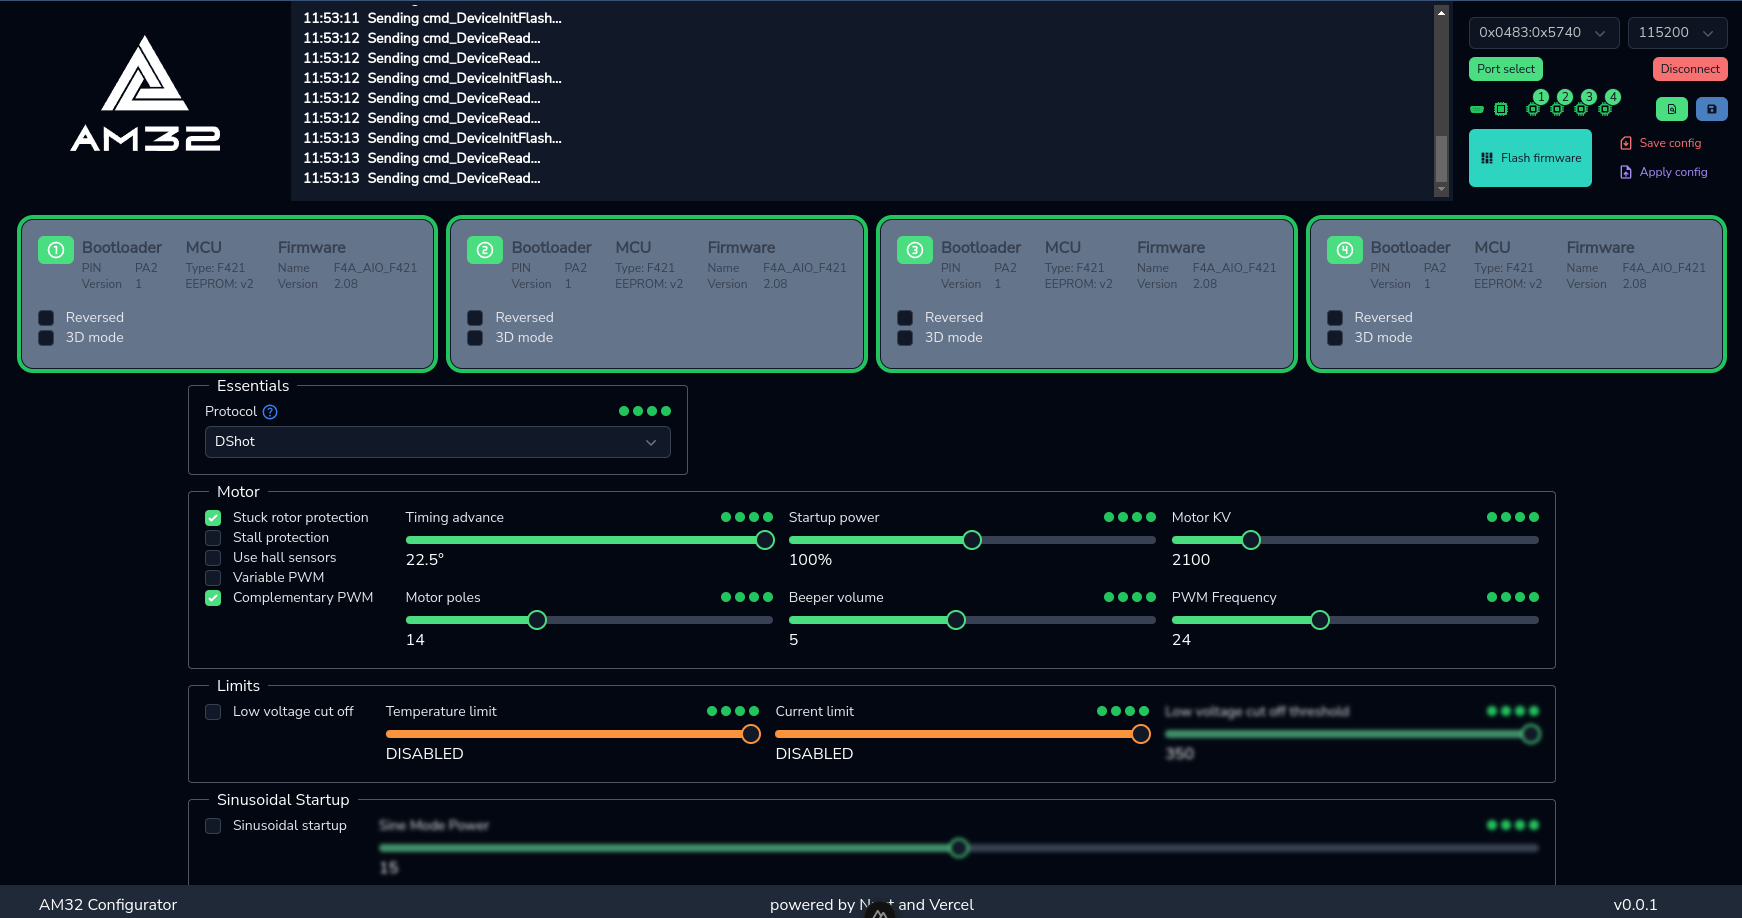 AM32
11:53:11 Sending cmd_DeviceInitFlash...
11:53:12 Sending cmd_DeviceRead...
11:53:12 Sending cmd_DeviceRead...
11:53:12 Sending cmd_DeviceInitFlash...
11:53:12 Sending cmd_DeviceRead...
11:53:12 Sending cmd_DeviceRead...
11:53:13 Sending cmd_DeviceInitFlash...
11:53:13 Sending cmd_DeviceRead...
11:53:13 Sending cmd_DeviceRead...
0x0483:0x5740 115200
Port select Disconnect
1 2 3 4
Flash firmware
Save config
Apply config
1 Bootloader MCU Firmware
PIN PA2 Type: F421 Name F4A_AIO_F421
Version 1 EEPROM: v2 Version 2.08
Reversed
3D mode
2 Bootloader MCU Firmware
PIN PA2 Type: F421 Name F4A_AIO_F421
Version 1 EEPROM: v2 Version 2.08
Reversed
3D mode
3 Bootloader MCU Firmware
PIN PA2 Type: F421 Name F4A_AIO_F421
Version 1 EEPROM: v2 Version 2.08
Reversed
3D mode
4 Bootloader MCU Firmware
PIN PA2 Type: F421 Name F4A_AIO_F421
Version 1 EEPROM: v2 Version 2.08
Reversed
3D mode
Essentials
Protocol ?
DShot
Motor
Stuck rotor protection
Stall protection
Use hall sensors
Variable PWM
Complementary PWM
Timing advance
22.5°
Startup power
100%
Motor KV
2100
Motor poles
14
Beeper volume
5
PWM Frequency
24
Limits
Low voltage cut off
Temperature limit
DISABLED
Current limit
DISABLED
Low voltage cut off threshold
350
Sinusoidal Startup
Sinusoidal startup
Sine Mode Power
15
AM32 Configurator
powered by and Vercel
v0.0.1